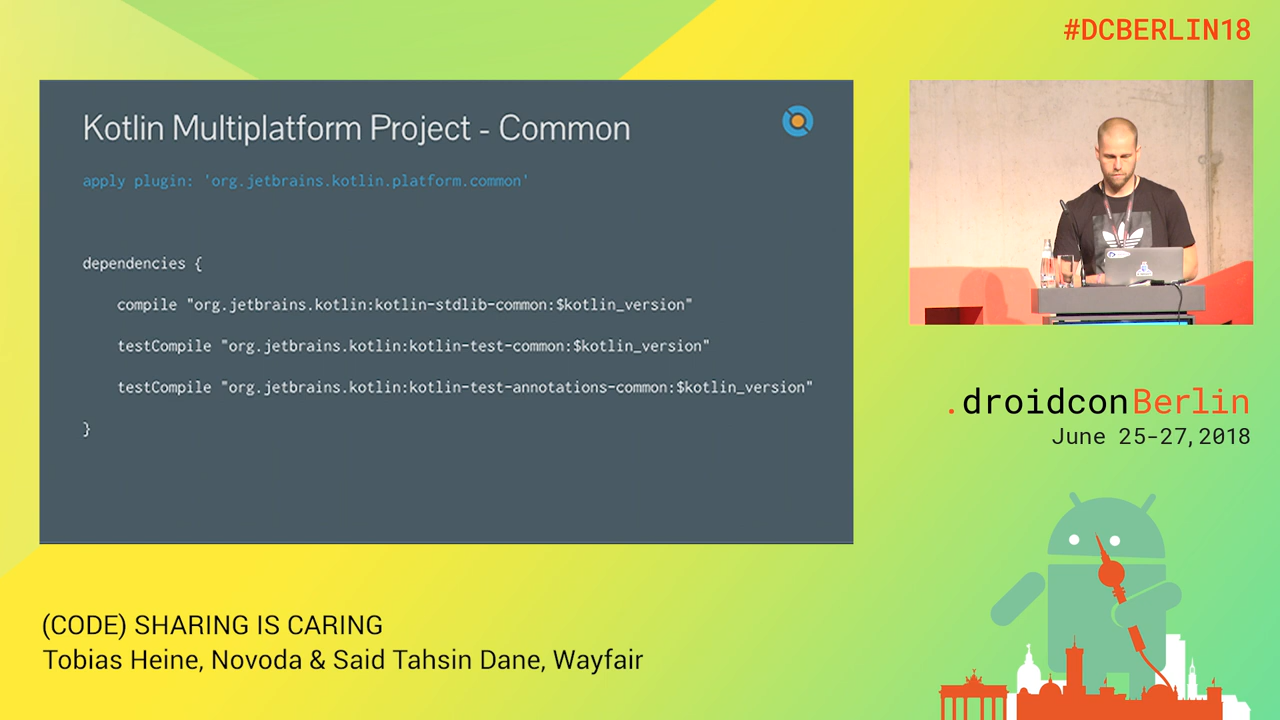 #DCBERLIN18
Kotlin Multiplatform Project - Common
apply plugin: 'org.jetbrains.kotlin.platform.common'
dependencies {
compile "org.jetbrains.kotlin:kotlin-stdlib-common:$kotlin_version"
testCompile "org.jetbrains.kotlin:kotlin-test-common:$kotlin_version"
testCompile "org.jetbrains.kotlin:kotlin-test-annotations-common:$kotlin_version"
}
.droidconBerlin
June 25-27, 2018
(CODE) SHARING IS CARING
Tobias Heine, Novoda & Said Tahsin Dane, Wayfair